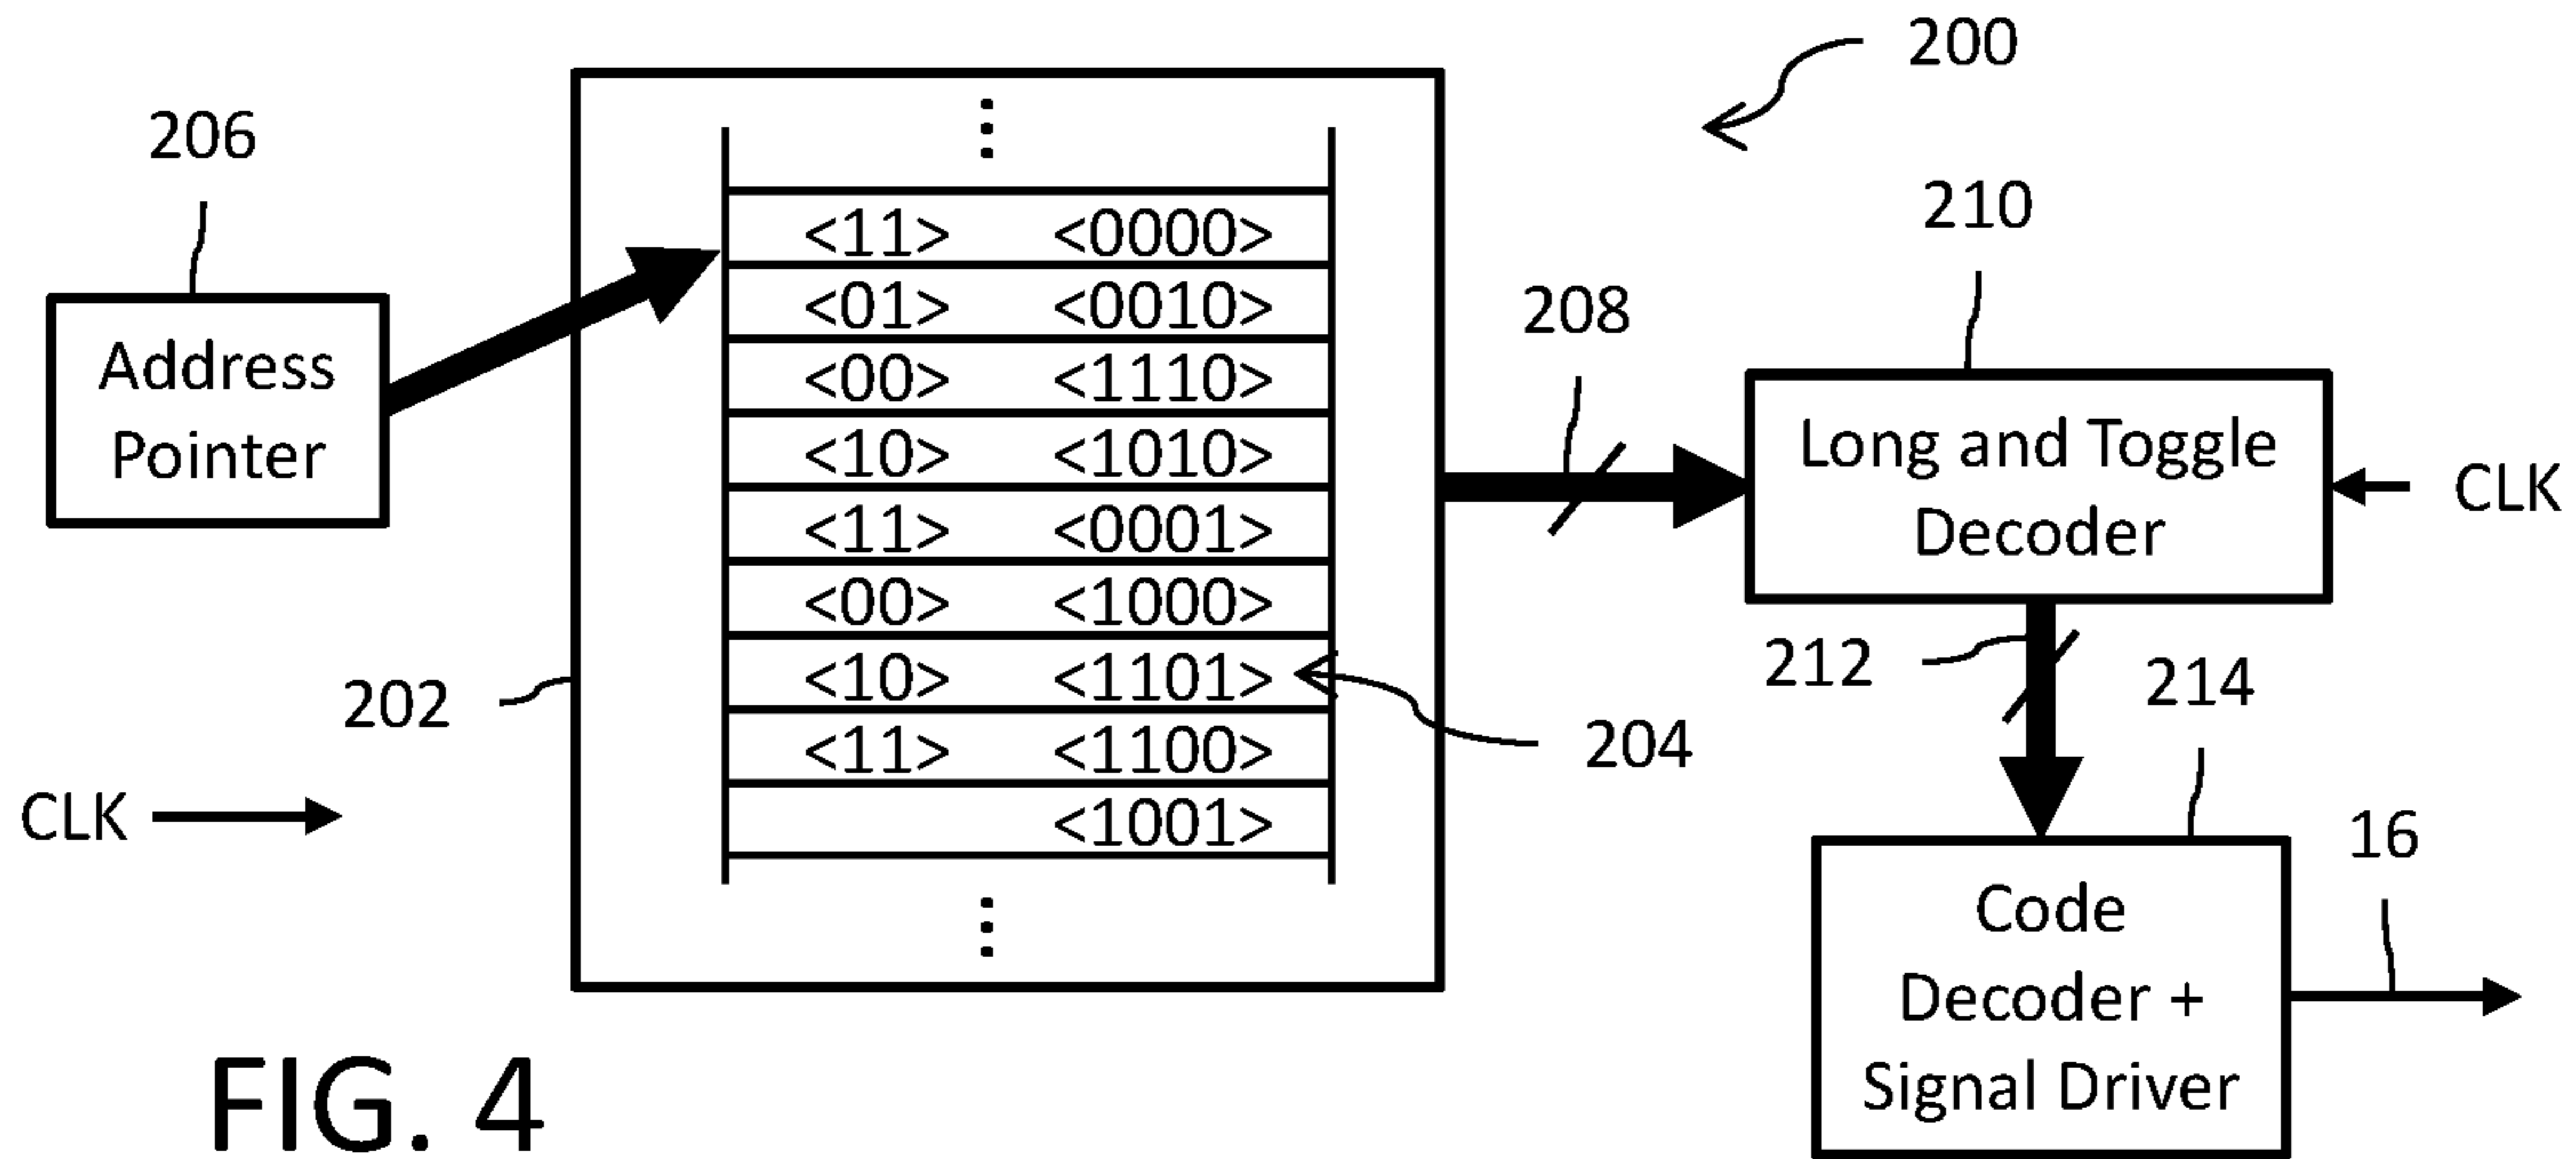 200
206
210
<11> <0000>
<01> <0010>
<00> <1110>
<10> <1010>
<11> <0001>
<00> <1000>
<10> <1101>
<11> <1100>
<1001>
Address
Pointer
208
Long and Toggle
Decoder
CLK
202
204
212
214
CLK
16
Code
Decoder +
Signal Driver
FIG. 4